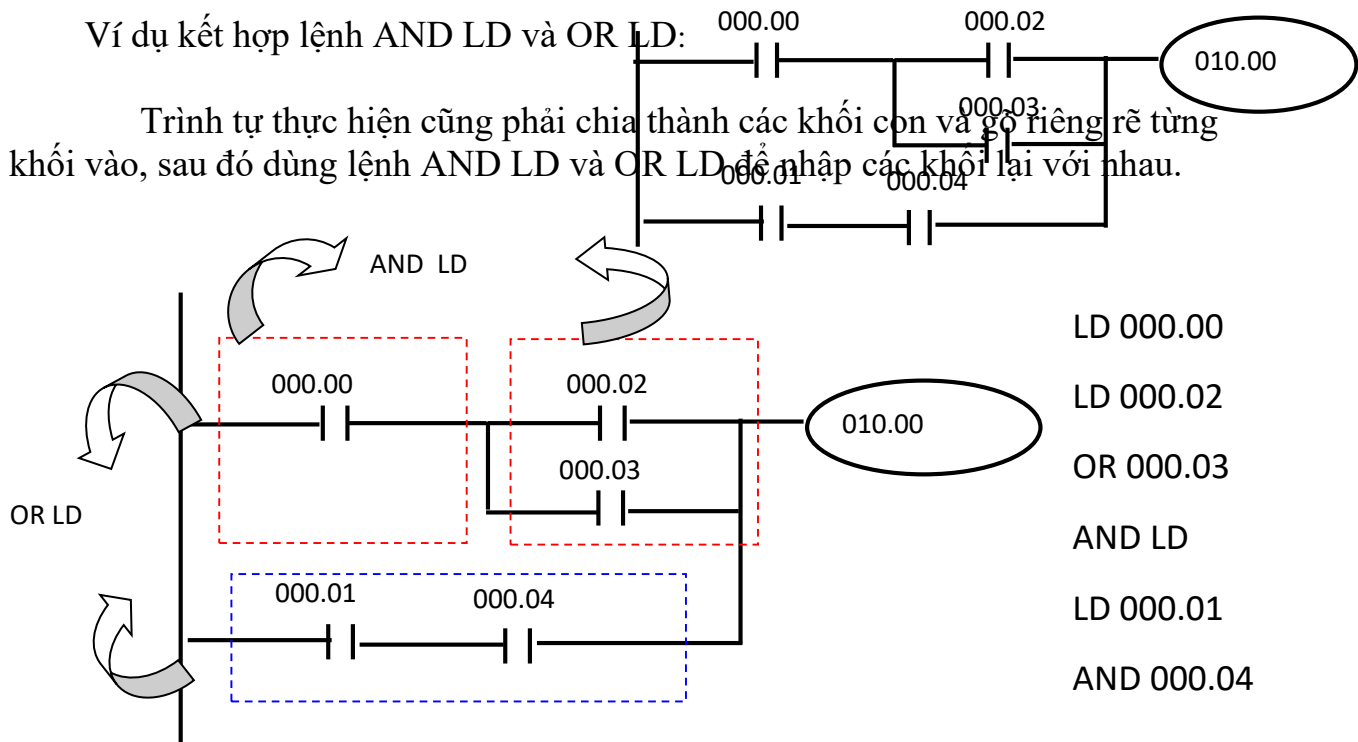 000.00
000.02
Ví dụ kết hợp lệnh AND LD và OR LD:
010.00
000.03
Trình tự thực hiện cũng phải chia thành các khối con và gõ riêng rẽ từng
khối vào, sau đó dùng lệnh AND LD và OR LD để nhập các khối lại với nhau.
000.01
000.04
AND LD
LD 000.00
000.00
000.02
LD 000.02
010.00
000.03
OR 000.03
OR LD
AND LD
000.01
000.04
LD 000.01
AND 000.04